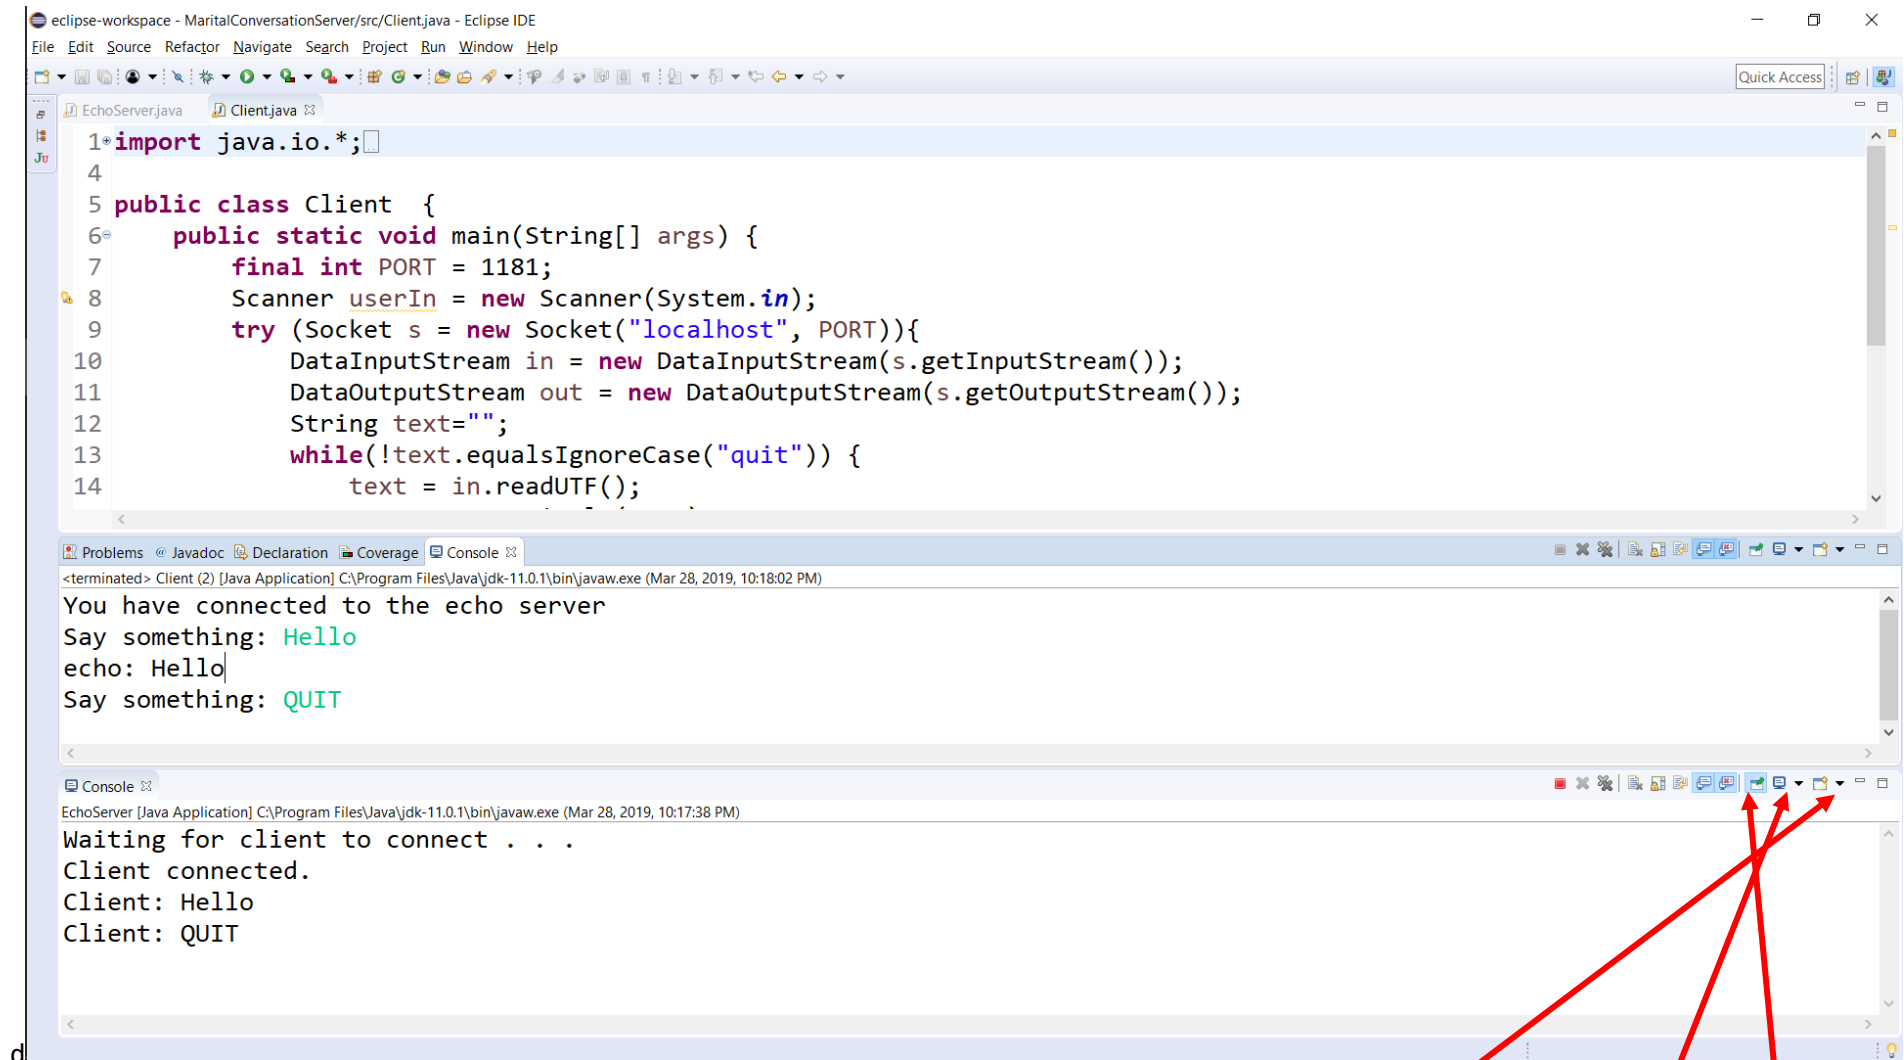 eclipse-workspace - MaritalConversationServer/src/Client.java - Eclipse IDE
File Edit Source Refactor Navigate Search Project Run Window Help
Quick Access
EchoServer.java Client.java
1 import java.io.*;
4
5 public class Client  {
6     public static void main(String[] args) {
7         final int PORT = 1181;
8         Scanner userIn = new Scanner(System.in);
9         try (Socket s = new Socket("localhost", PORT)){
10             DataInputStream in = new DataInputStream(s.getInputStream());
11             DataOutputStream out = new DataOutputStream(s.getOutputStream());
12             String text="";
13             while(!text.equalsIgnoreCase("quit")) {
14                 text = in.readUTF();
Problems @ Javadoc Declaration Coverage Console
<terminated> Client (2) [Java Application] C:\Program Files\Java\jdk-11.0.1\bin\javaw.exe (Mar 28, 2019, 10:18:02 PM)
You have connected to the echo server
Say something: Hello
echo: Hello
Say something: QUIT
Console
EchoServer [Java Application] C:\Program Files\Java\jdk-11.0.1\bin\javaw.exe (Mar 28, 2019, 10:17:38 PM)
Waiting for client to connect . . .
Client connected.
Client: Hello
Client: QUIT
d